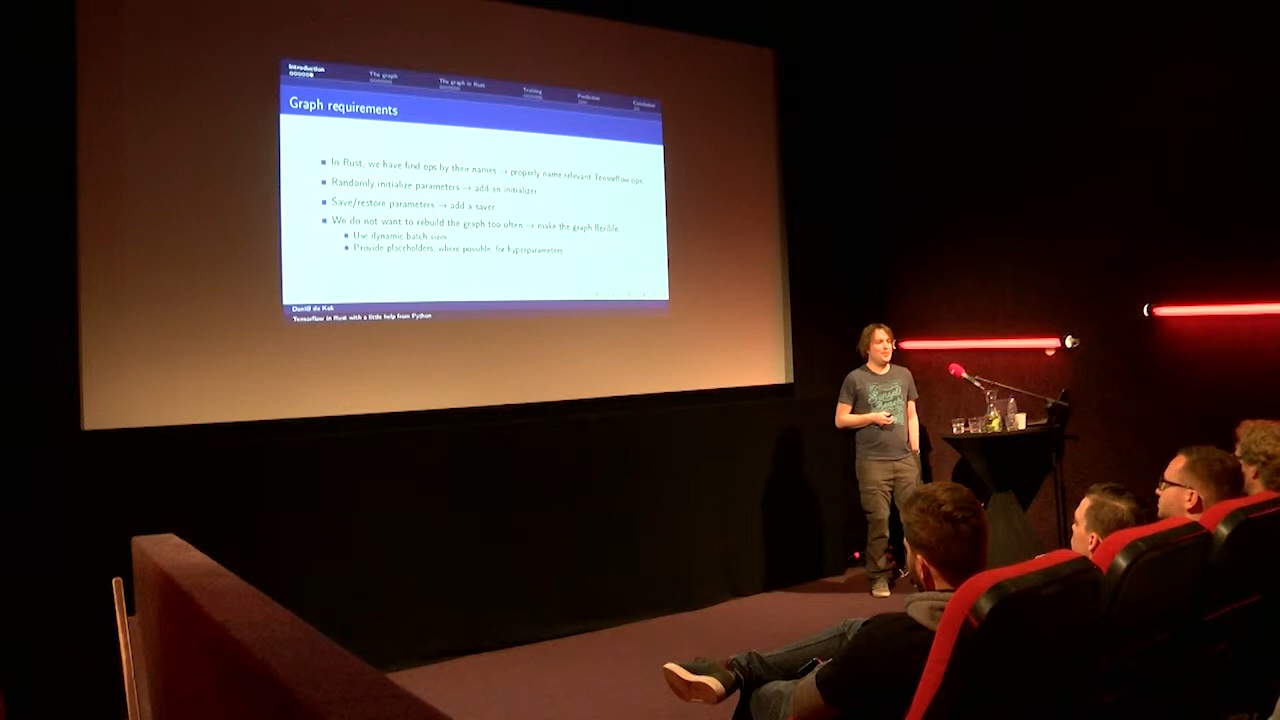 Introduction
The graph
The graph in Rust
Training
Prediction
Conclusion
Graph requirements
In Rust, we have find ops by their names → properly name relevant Tensorflow ops.
Randomly initialize parameters → add an initializer.
Save/restore parameters → add a saver.
We do not want to rebuild the graph too often → make the graph flexible.
Use dynamic batch sizes
Provide placeholders, where possible, for hyperparameters
Daniël de Kok
Tensorflow in Rust with a little help from Python